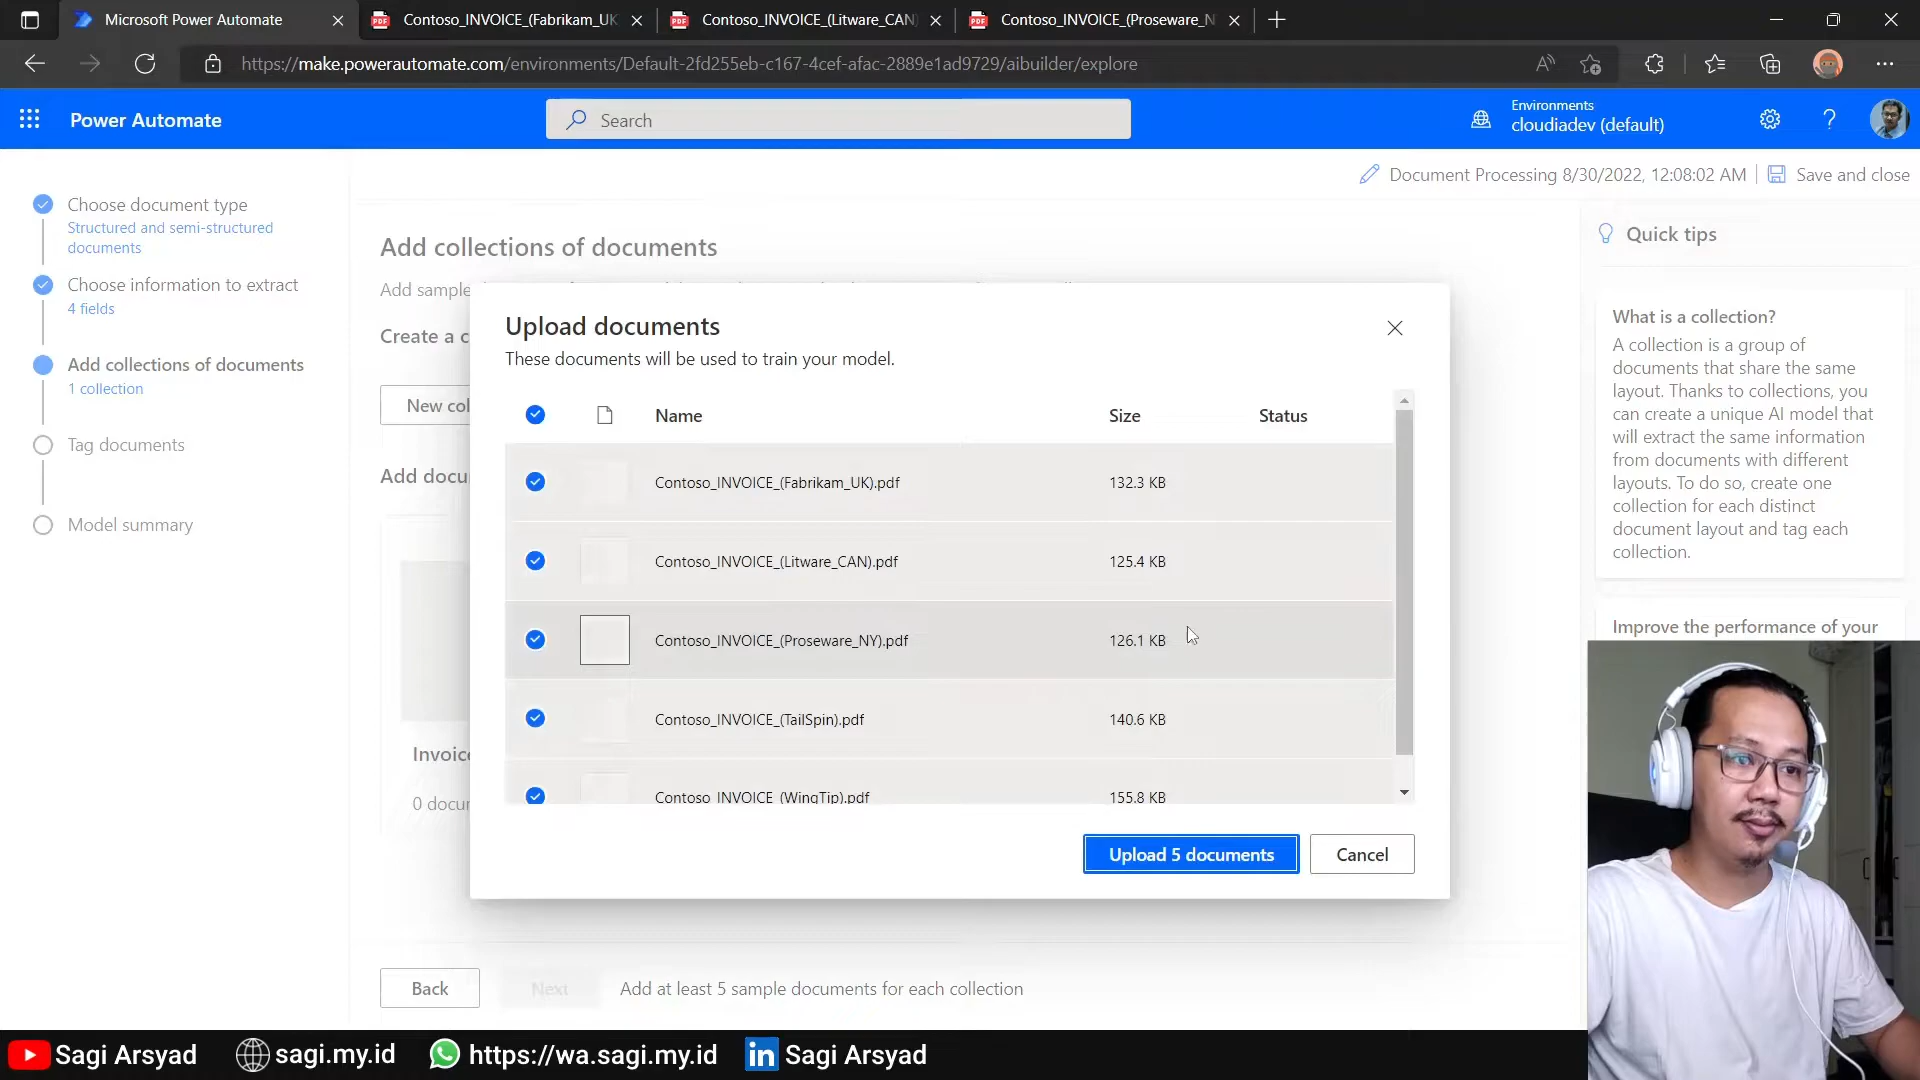 Microsoft Power Automate
Contoso_INVOICE_(Fabrikam_UK
Contoso_INVOICE_(Litware_CAN)
Contoso_INVOICE_(Proseware_N
https://make.powerautomate.com/environments/Default-2fd255eb-c167-4cef-afac-2889e1ad9729/aibuilder/explore
Power Automate
Search
Environments
cloudiadev (default)
Document Processing 8/30/2022, 12:08:02 AM
Save and close
Choose document type
Structured and semi-structured
documents
Choose information to extract
4 fields
Add collections of documents
1 collection
Tag documents
Model summary
Add collections of documents
Add sample
Create a c
New col
Add docu
Invoice
0 docur
Upload documents
These documents will be used to train your model.
Name
Size
Status
Contoso_INVOICE_(Fabrikam_UK).pdf
132.3 KB
Contoso_INVOICE_(Litware_CAN).pdf
125.4 KB
Contoso_INVOICE_(Proseware_NY).pdf
126.1 KB
Contoso_INVOICE_(TailSpin).pdf
140.6 KB
Contoso_INVOICE_(WingTip).pdf
155.8 KB
Upload 5 documents
Cancel
Back
Next
Add at least 5 sample documents for each collection
Quick tips
What is a collection?
A collection is a group of
documents that share the same
layout. Thanks to collections, you
can create a unique AI model that
will extract the same information
from documents with different
layouts. To do so, create one
collection for each distinct
document layout and tag each
collection.
Improve the performance of your
Sagi Arsyad
sagi.my.id
https://wa.sagi.my.id
in Sagi Arsyad